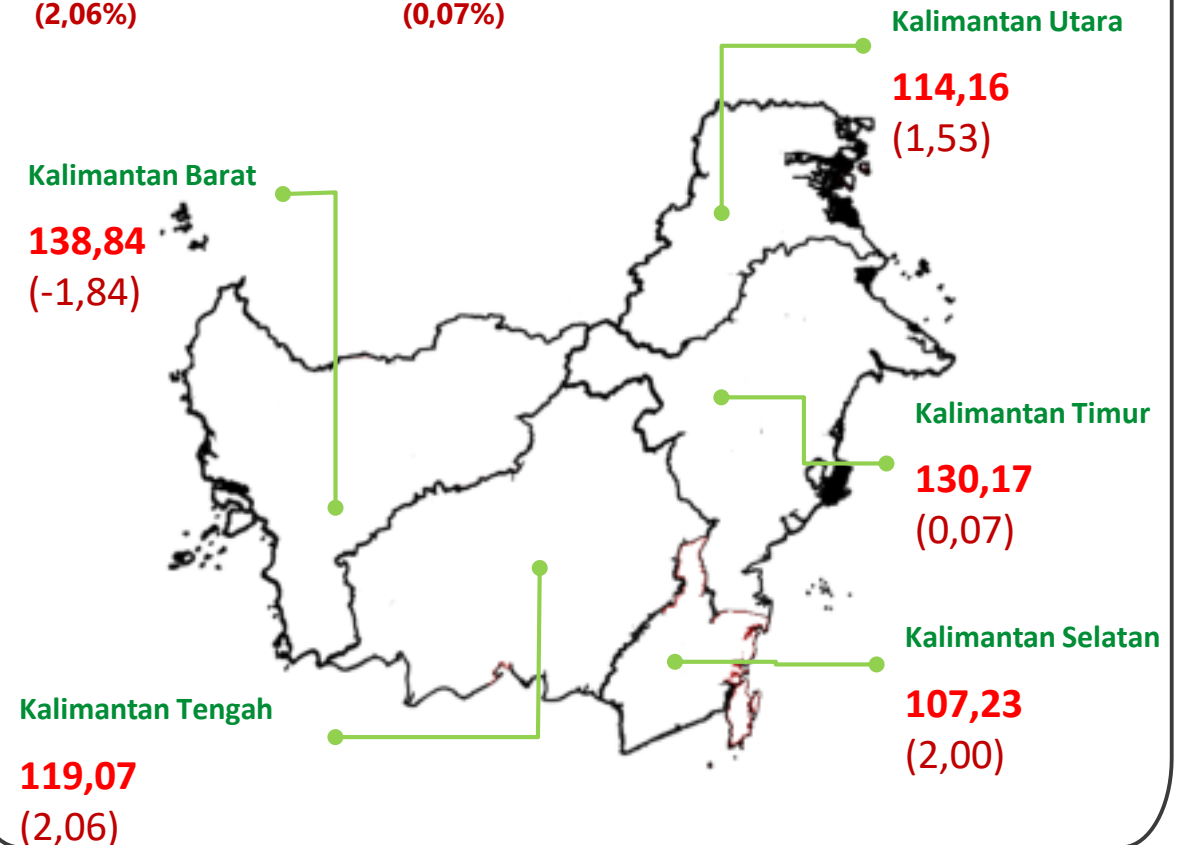 (2,06%)
(0,07%)
Kalimantan Utara
114,16
(1,53)
Kalimantan Barat
138,84
(-1,84)
Kalimantan Timur
130,17
(0,07)
Kalimantan Selatan
107,23
(2,00)
Kalimantan Tengah
119,07
(2,06)